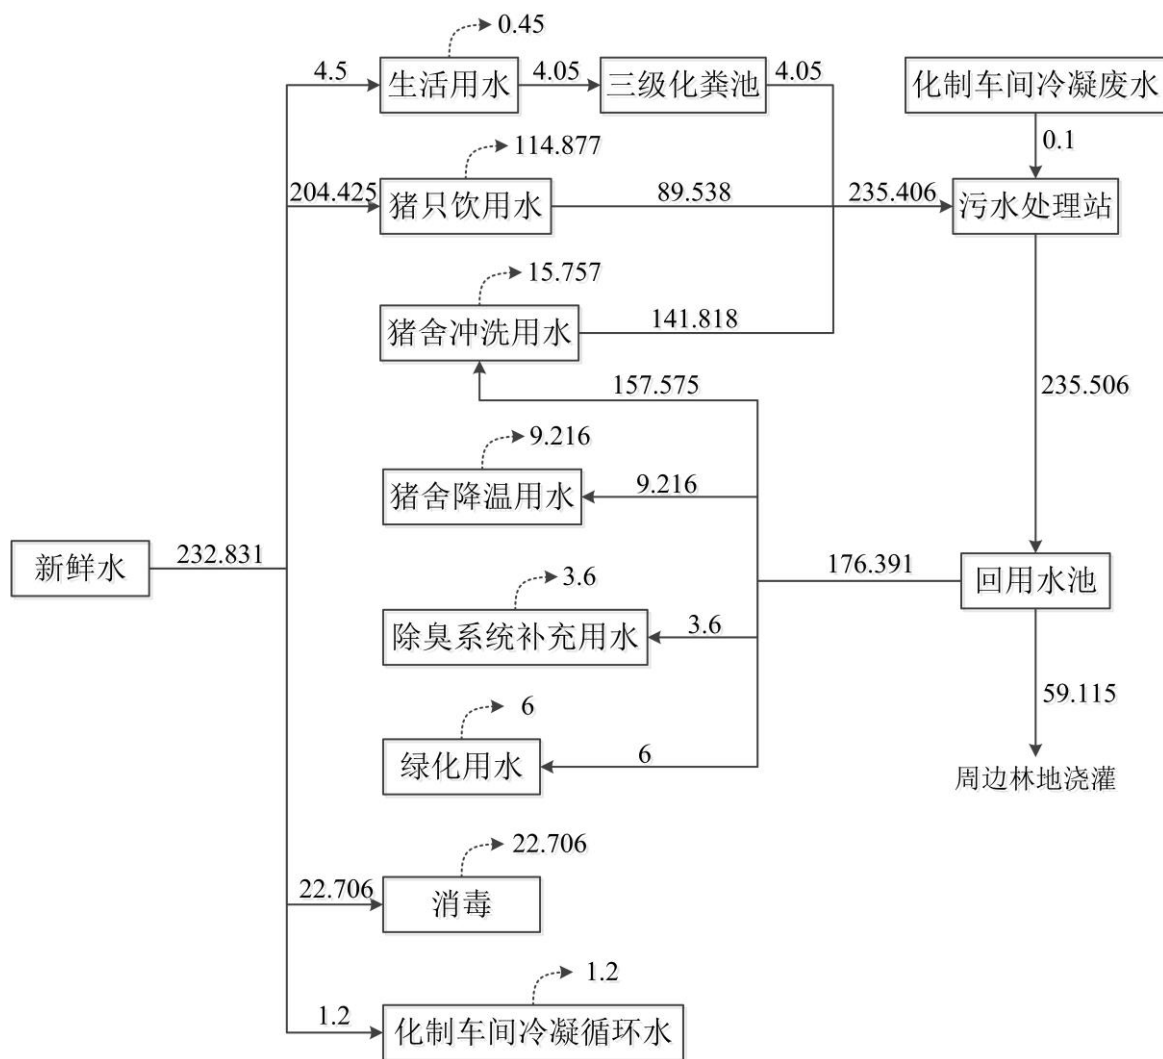 0.45
4.5
生活用水
4.05
三级化粪池
4.05
化制车间冷凝废水
0.1
114.877
204.425
猪只饮用水
89.538
235.406
污水处理站
15.757
猪舍冲洗用水
141.818
157.575
235.506
9.216
猪舍降温用水
9.216
新鲜水
232.831
176.391
回用水池
3.6
除臭系统补充用水
3.6
59.115
6
绿化用水
6
周边林地浇灌
22.706
22.706
消毒
1.2
1.2
化制车间冷凝循环水